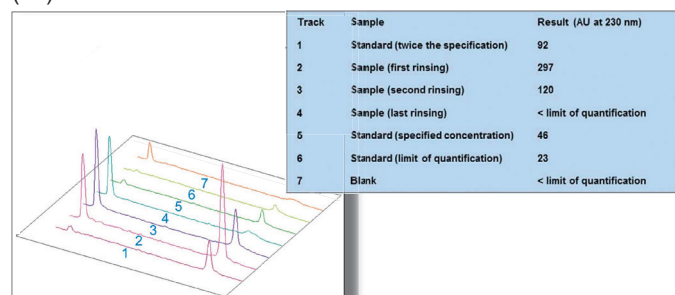 Track Sample Result (AU at 230 nm)
1 Standard (twice the specification) 92
2 Sample (first rinsing) 297
3 Sample (second rinsing) 120
4 Sample (last rinsing) < limit of quantification
5 Standard (specified concentration) 46
6 Standard (limit of quantification) 23
7 Blank < limit of quantification
7
6
5
4
3
2
1